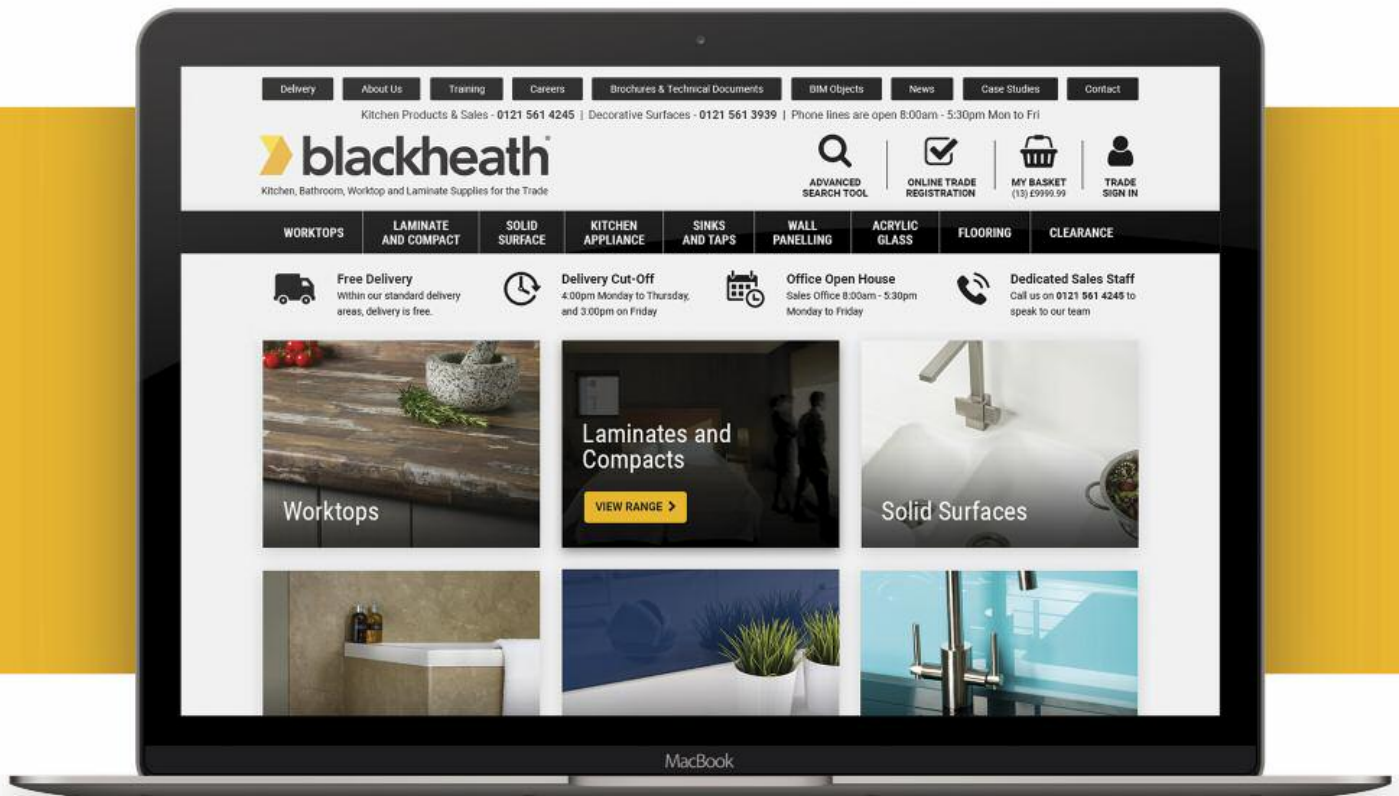 Delivery
About Us
Training
Careers
Brochures & Technical Documents
BIM Objects
News
Case Studies
Contact
Kitchen Products & Sales - 0121 561 4245 | Decorative Surfaces - 0121 561 3939 | Phone lines are open 8:00am - 5:30pm Mon to Fri
blackheath®
Kitchen, Bathroom, Worktop and Laminate Supplies for the Trade
ADVANCED
SEARCH TOOL
ONLINE TRADE
REGISTRATION
MY BASKET
(13) £9999.99
TRADE
SIGN IN
WORKTOPS
LAMINATE
AND COMPACT
SOLID
SURFACE
KITCHEN
APPLIANCE
SINKS
AND TAPS
WALL
PANELLING
ACRYLIC
GLASS
FLOORING
CLEARANCE
Free Delivery
Within our standard delivery
areas, delivery is free.
Delivery Cut-Off
4:00pm Monday to Thursday,
and 3:00pm on Friday
Office Open House
Sales Office 8:00am - 5:30pm
Monday to Friday
Dedicated Sales Staff
Call us on 0121 561 4245 to
speak to our team
Worktops
Laminates and
Compacts
VIEW RANGE >
Solid Surfaces
MacBook